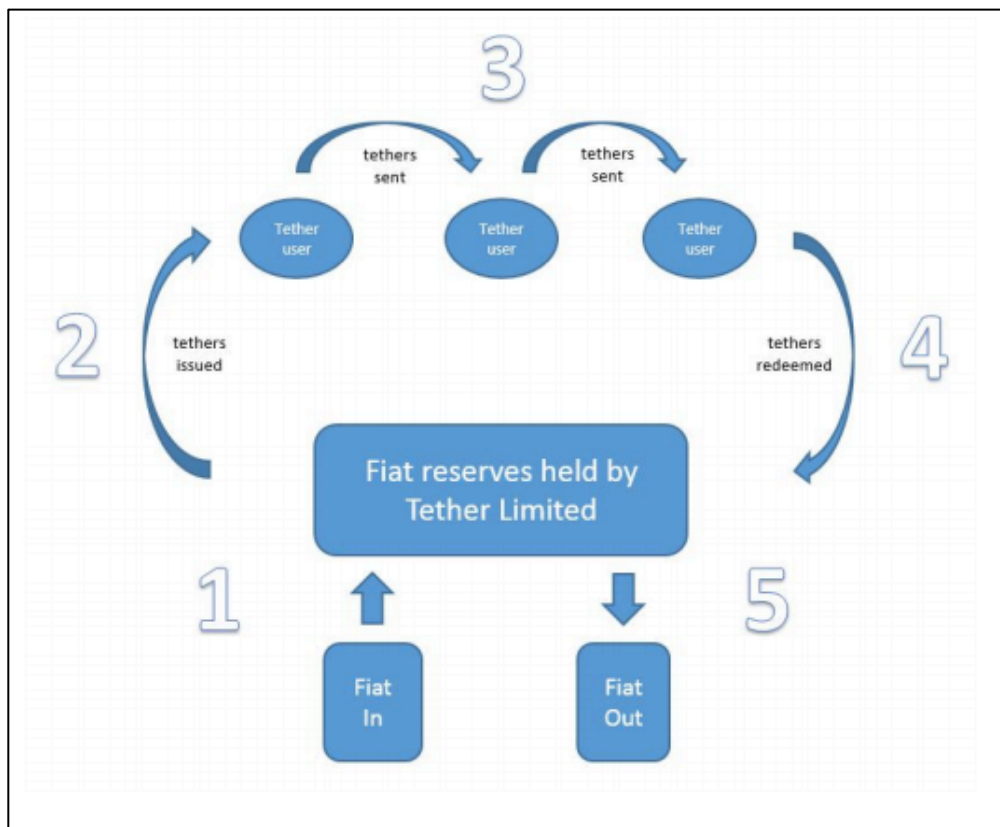 3
tethers
sent
tethers
sent
Tether
user
Tether
user
Tether
user
2
tethers
issued
tethers
redeemed
4
Fiat reserves held by
Tether Limited
1
5
Fiat
In
Fiat
Out